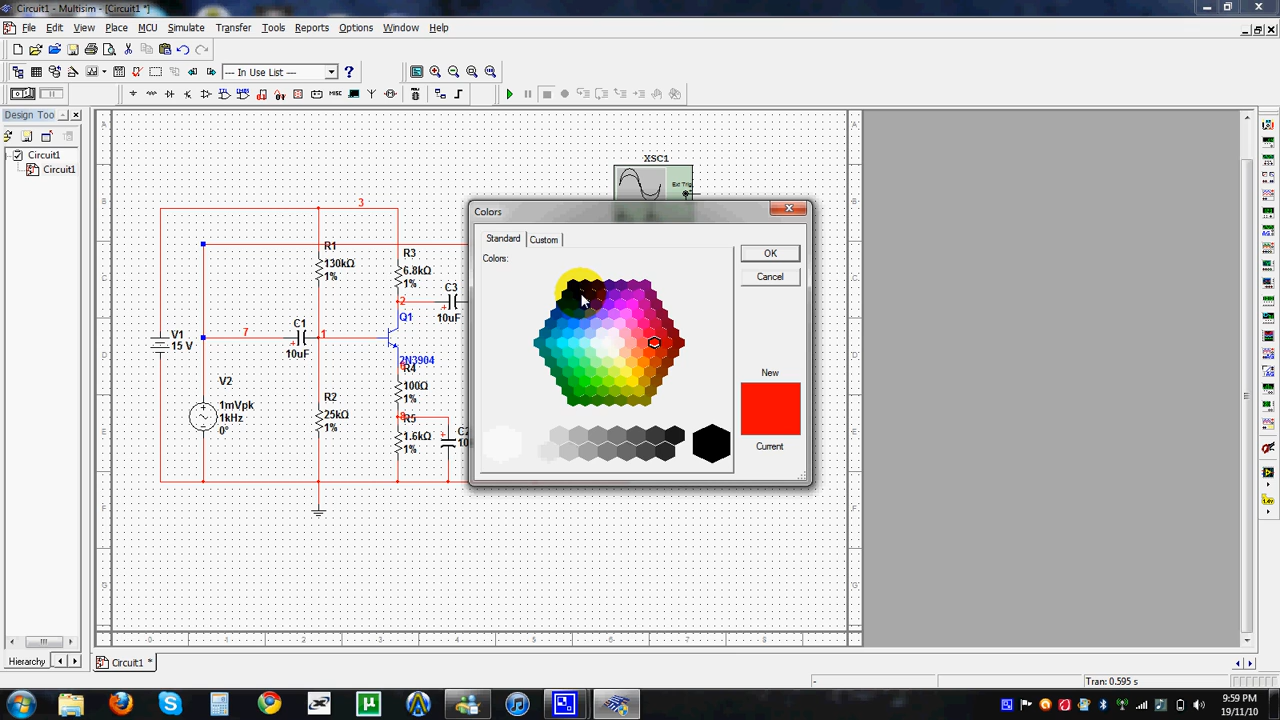 Circuit1 - Multisim - [Circuit1 *]
File Edit View Place MCU Simulate Transfer Tools Reports Options Window Help
--- In Use List ---
Design Too
Circuit1
Circuit1
XSC1
Ext Trig
Colors
Standard Custom
Colors:
OK
Cancel
New
Current
3
R1
130kΩ
1%
R3
6.8kΩ
1%
2
C3
10uF
Q1
2N3904
V1
15 V
7
C1
10uF
1
R4
100Ω
1%
V2
1mVpk
1kHz
0°
R2
25kΩ
1%
R5
1.6kΩ
1%
Hierarchy
Circuit1 *
Tran: 0.595 s
9:59 PM
19/11/10